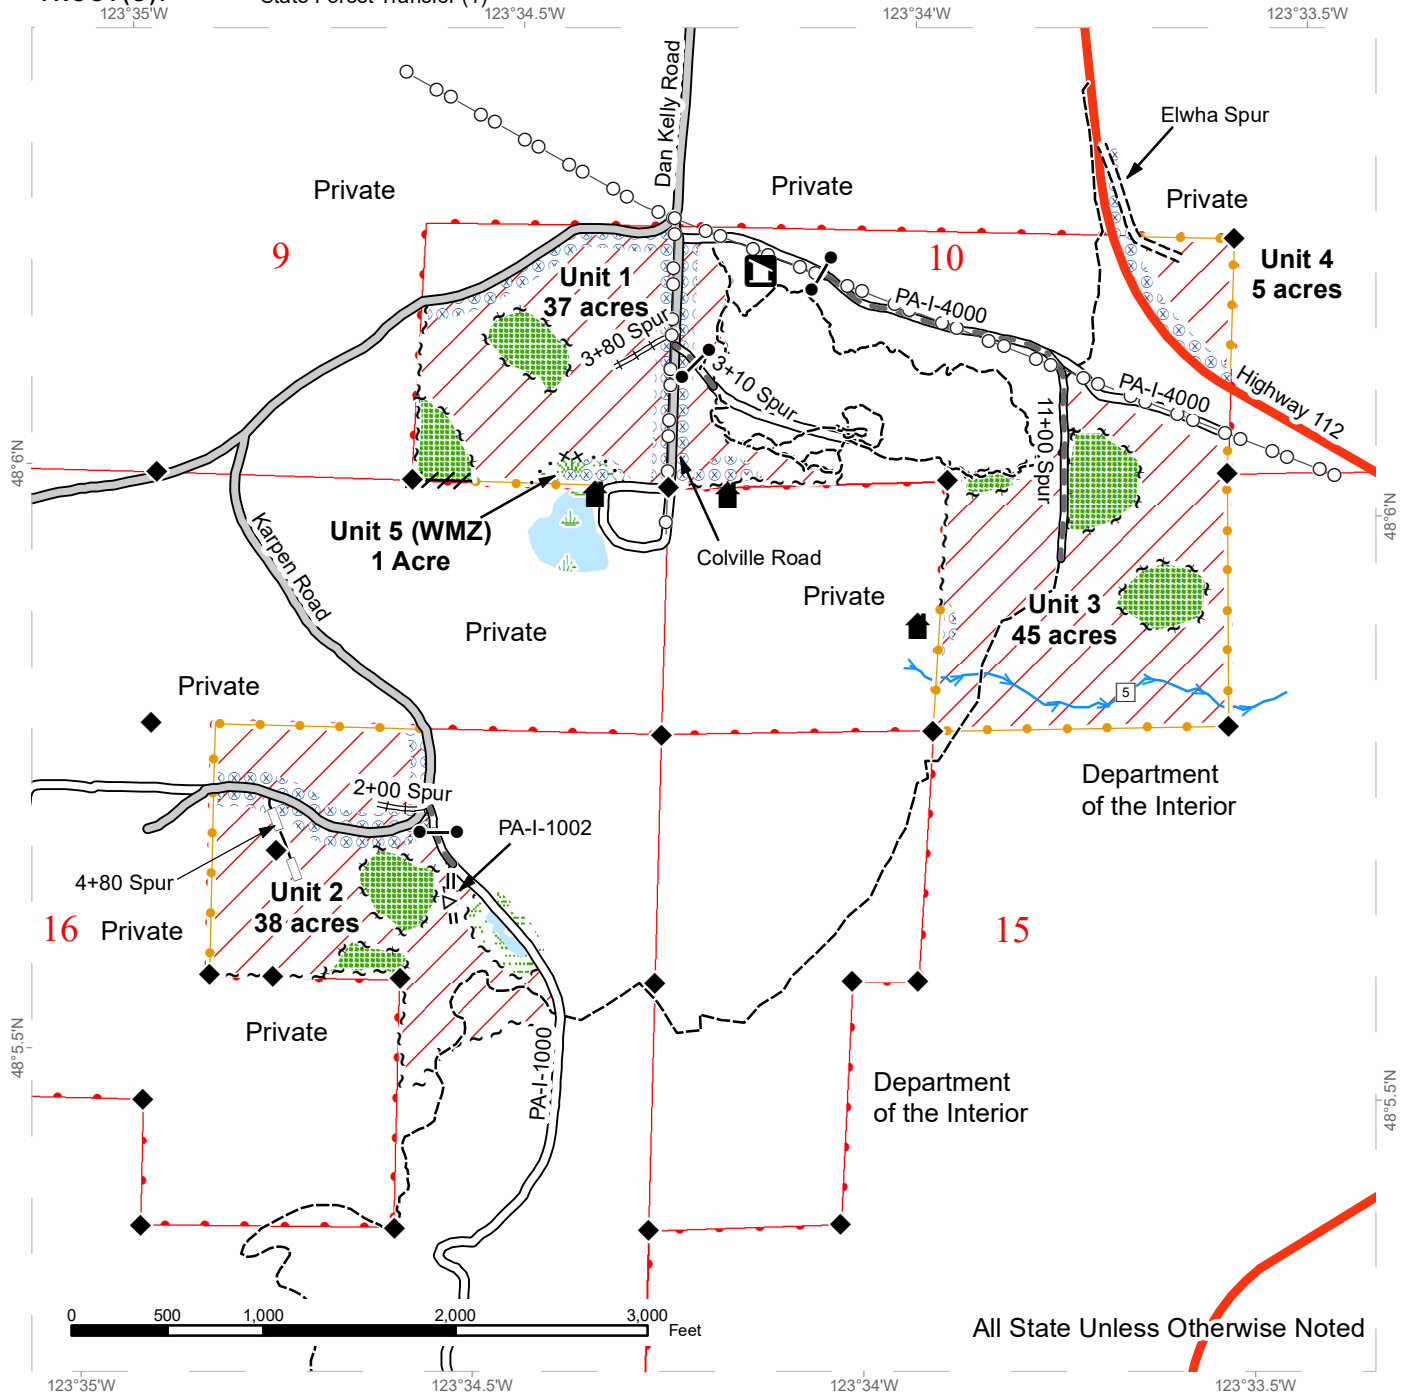 123°35'W
123°34.5'W
123°34'W
123°33.5'W
Dan Kelly Road
Elwha Spur
Private
Private
Private
9
10
Unit 4
5 acres
Unit 1
37 acres
PA-I-4000
3+80 Spur
3+10 Spur
PA-I-4000
Highway 112
11+00 Spur
48°6'N
48°6'N
Unit 5 (WMZ)
1 Acre
Colville Road
Karpen Road
Private
Private
Unit 3
45 acres
Private
5
Department
of the Interior
2+00 Spur
PA-I-1002
4+80 Spur
Unit 2
38 acres
16
Private
15
Private
PA-I-1000
48°5.5'N
48°5.5'N
Department
of the Interior
0
500
1,000
2,000
3,000
Feet
All State Unless Otherwise Noted
123°35'W
123°34.5'W
123°34'W
123°33.5'W